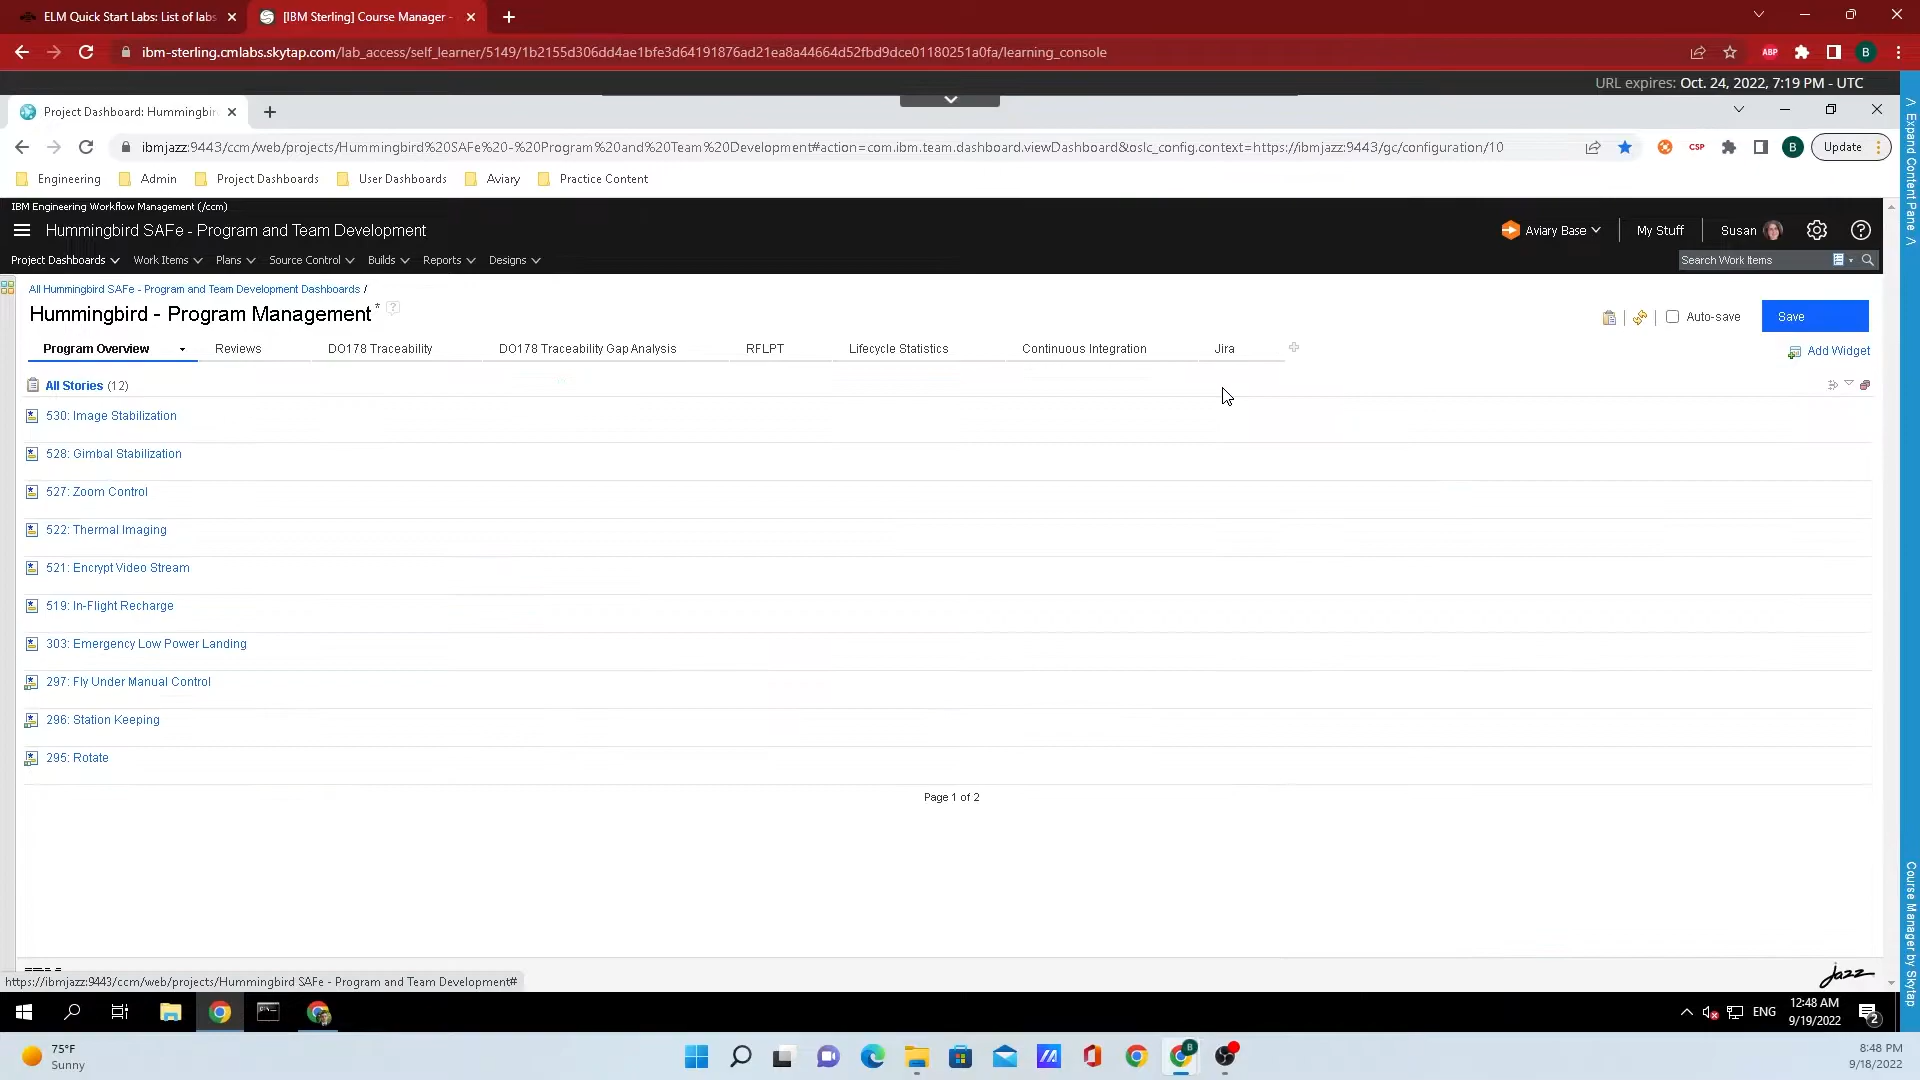 ELM Quick Start Labs: List of labs
[IBM Sterling] Course Manager -
ibm-sterling.cmlabs.skytap.com/lab_access/self_learner/5149/1b2155d306dd4ae1bfe3d64191876ad21ea8a44664d52fbd9dce01180251a0fa/learning_console
ABP
B
URL expires: Oct. 24, 2022, 7:19 PM - UTC
Project Dashboard: Hummingbir
ibmjazz:9443/ccm/web/projects/Hummingbird%20SAFe%20-%20Program%20and%20Team%20Development#action=com.ibm.team.dashboard.viewDashboard&oslc_config.context=https://ibmjazz:9443/gc/configuration/10
CSP
B
Update
Engineering
Admin
Project Dashboards
User Dashboards
Aviary
Practice Content
< Expand Content Pane <
IBM Engineering Workflow Management (/ccm)
Hummingbird SAFe - Program and Team Development
Aviary Base
My Stuff
Susan
Project Dashboards
Work Items
Plans
Source Control
Builds
Reports
Designs
Search Work Items
All Hummingbird SAFe - Program and Team Development Dashboards /
Hummingbird - Program Management * ?
Auto-save
Save
Program Overview
Reviews
DO178 Traceability
DO178 Traceability Gap Analysis
RFLPT
Lifecycle Statistics
Continuous Integration
Jira
Add Widget
All Stories (12)
530: Image Stabilization
528: Gimbal Stabilization
527: Zoom Control
522: Thermal Imaging
521: Encrypt Video Stream
519: In-Flight Recharge
303: Emergency Low Power Landing
297: Fly Under Manual Control
296: Station Keeping
295: Rotate
Page 1 of 2
Course Manager by Skytap
https://ibmjazz:9443/ccm/web/projects/Hummingbird SAFe - Program and Team Development#
Jazz
ENG
12:48 AM
9/19/2022
2
75°F
Sunny
B
8:48 PM
9/18/2022